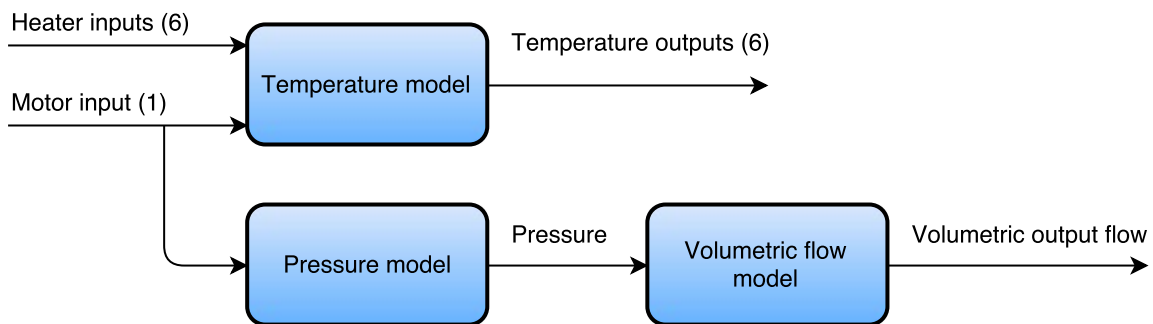 Heater inputs (6)
Temperature outputs (6)
Temperature model
Motor input (1)
Pressure model
Pressure
Volumetric flow
model
Volumetric output flow